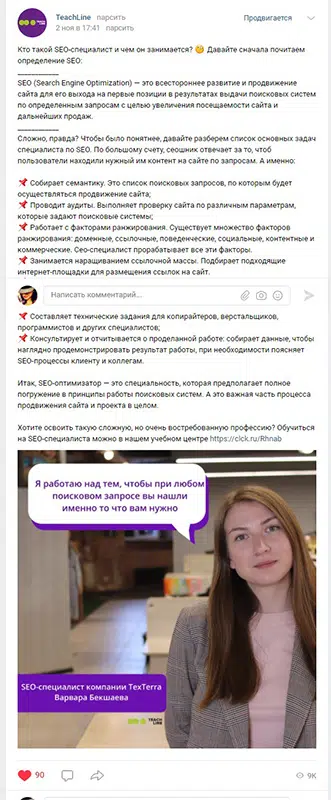 TeachLine парсить
2 ноя в 17:41 парсить
Продвигается
Кто такой SEO-специалист и чем он занимается? Давайте сначала почитаем
определение SEO:
SEO (Search Engine Optimization) — это всестороннее развитие и продвижение
сайта для его выхода на первые позиции в результатах выдачи поисковых систем
по определенным запросам с целью увеличения посещаемости сайта и
дальнейших продаж.
Сложно, правда? Чтобы было понятнее, давайте разберем список основных задач
специалиста по SEO. По большому счету, сеошник отвечает за то, чтоб
пользователи находили нужный им контент на сайте по запросам. А именно:
Собирает семантику. Это список поисковых запросов, по которым будет
осуществляться продвижение сайта;
Проводит аудиты. Выполняет проверку сайта по различным параметрам,
которые задают поисковые системы;
Работает с факторами ранжирования. Существует множество факторов
ранжирования: доменные, ссылочные, поведенческие, социальные, контентные и
коммерческие. Сео-специалист прорабатывает все эти факторы.
Занимается наращиванием ссылочной массы. Подбирает подходящие
интернет-площадки для размещения ссылок на сайт.
Написать комментарий...
Составляет технические задания для копирайтеров, верстальщиков,
программистов и других специалистов;
Консультирует и отчитывается о проделанной работе: собирает данные, чтобы
наглядно продемонстрировать результат работы, при необходимости поясняет
SEO-процессы клиенту и коллегам.
Итак, SEO-оптимизатор — это специальность, которая предполагает полное
погружение в принципы работы поисковых систем. А это важная часть процесса
продвижения сайта и проекта в целом.
Хотите освоить такую сложную, но очень востребованную профессию? Обучиться
на SEO-специалиста можно в нашем учебном центре https://clck.ru/Rhnab
Я работаю над тем, чтобы при любом
поисковом запросе вы нашли
именно то что вам нужно
SEO-специалист компании TexTerra
Варвара Бекшаева
TEACH
LINE
90
9K